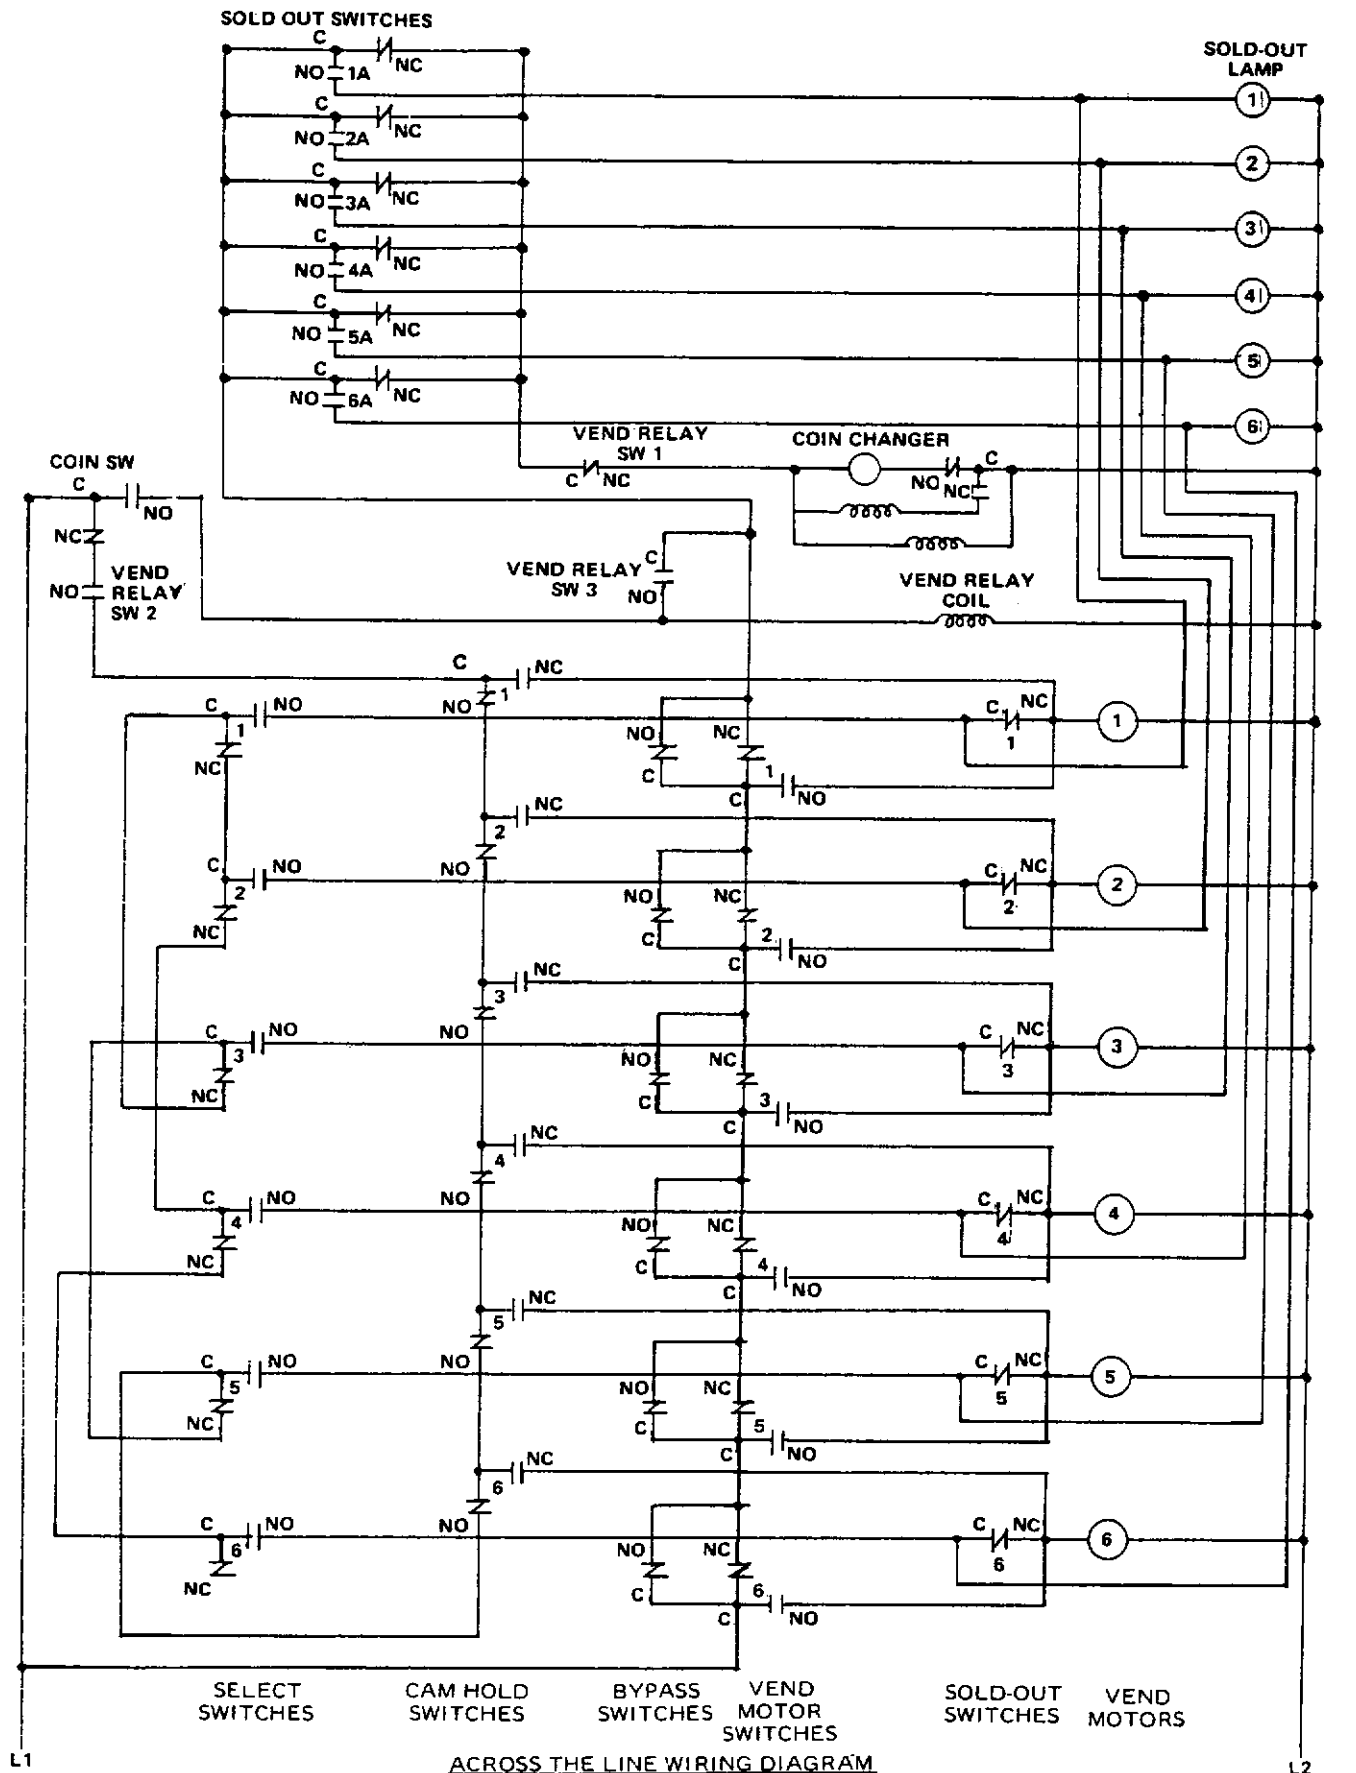 SOLD OUT SWITCHES
C
NC
NO 1A
SOLD-OUT
LAMP
1
C
NC
NO 2A
2
C
NC
NO 3A
3
C
NC
NO 4A
4
C
NC
NO 5A
5
C
NC
NO 6A
6
VEND RELAY
SW 1
C NC
COIN CHANGER
C
NO
NC
COIN SW
C
NO
NC
NO
VEND
RELAY
SW 2
VEND RELAY
SW 3
C
NO
VEND RELAY
COIL
C NC
NO 1
C NO
1
NC
NO NC
C C
1 NO
C NC
1
1
NC
2
NO
C NO
2
NC
NO NC
C C
2 NO
C NC
2
2
NC
3
NO
C NO
3
NC
NO NC
C C
3 NO
C NC
3
3
NC
4
NO
C NO
4
NC
NO NC
C C
4 NO
C NC
4
4
NC
5
NO
C NO
5
NC
NO NC
C C
5 NO
C NC
5
5
NC
6
NO
C NO
6
NC
NO NC
C C
6 NO
C NC
6
6
SELECT
SWITCHES
CAM HOLD
SWITCHES
BYPASS
SWITCHES
VEND
MOTOR
SWITCHES
SOLD-OUT
SWITCHES
VEND
MOTORS
L1
L2
ACROSS THE LINE WIRING DIAGRAM